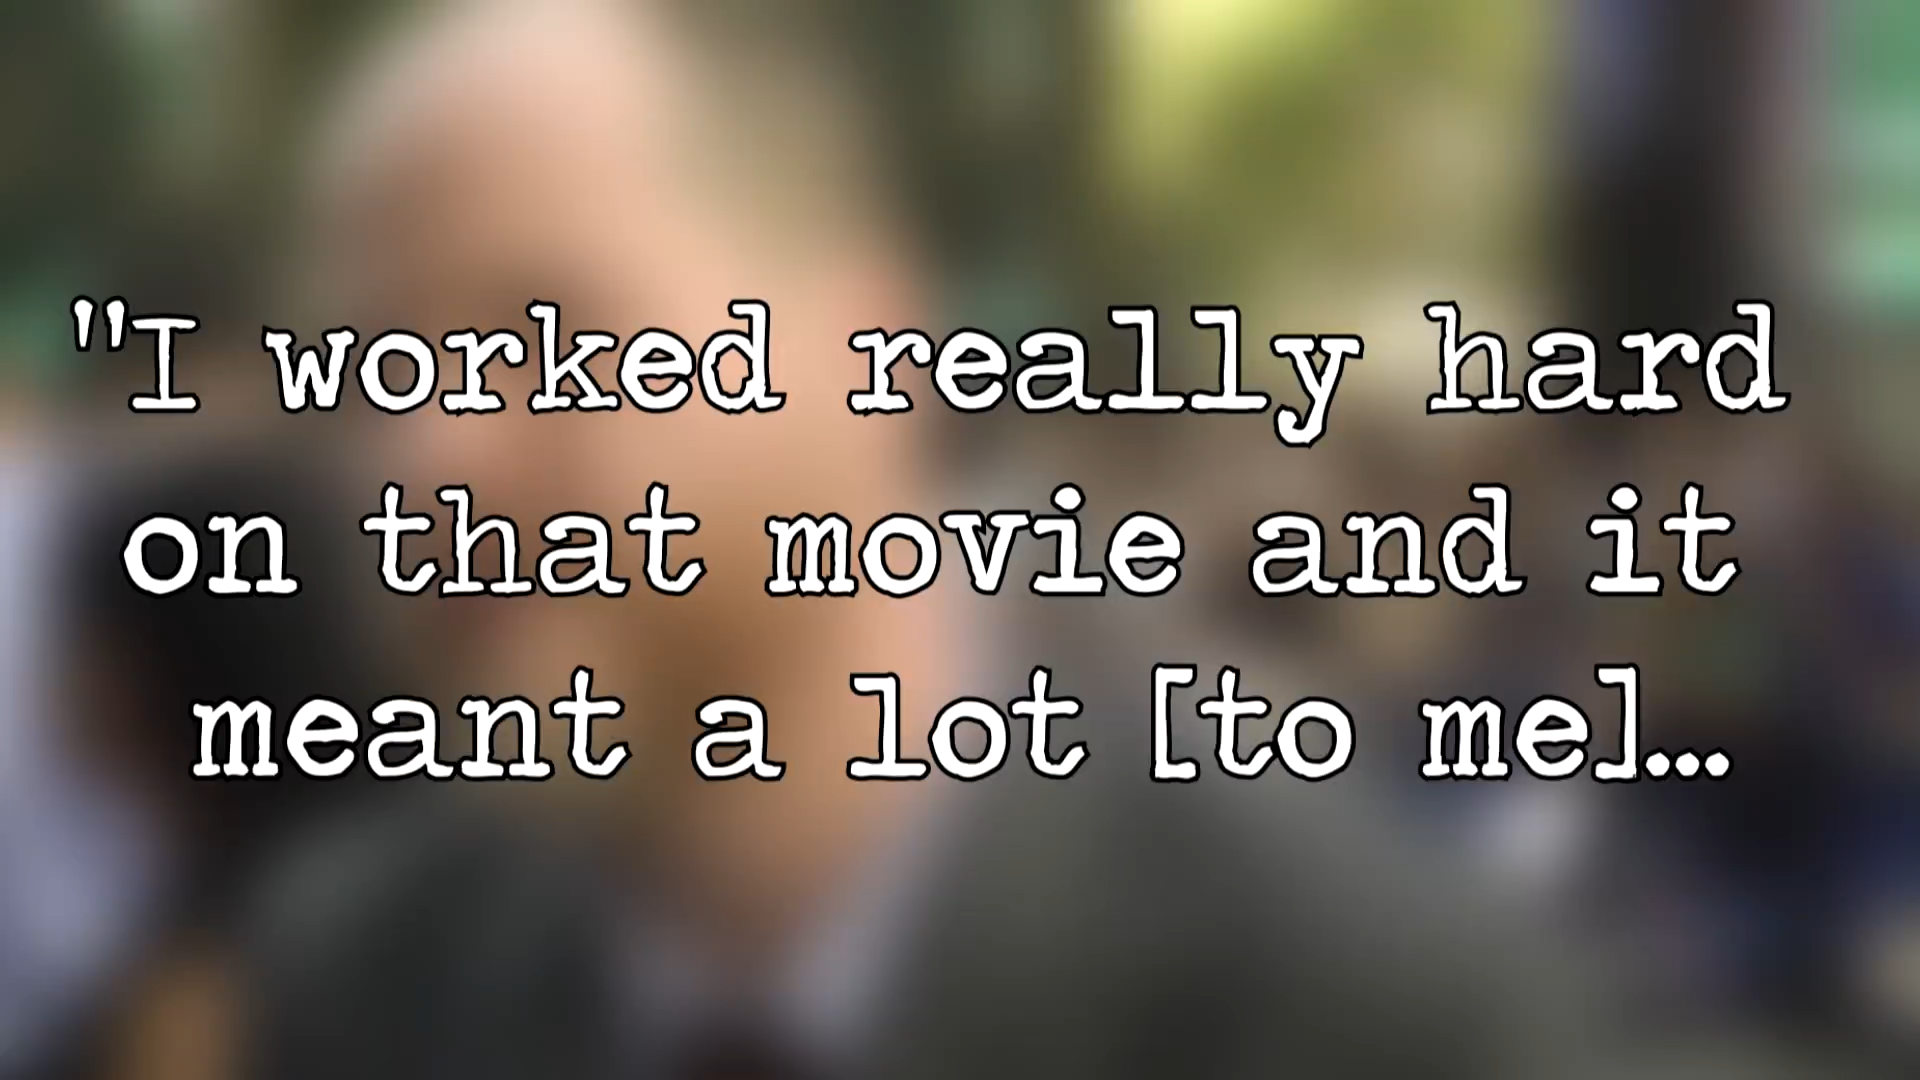 "I worked really hard
on that movie and it
meant a lot [to me]...